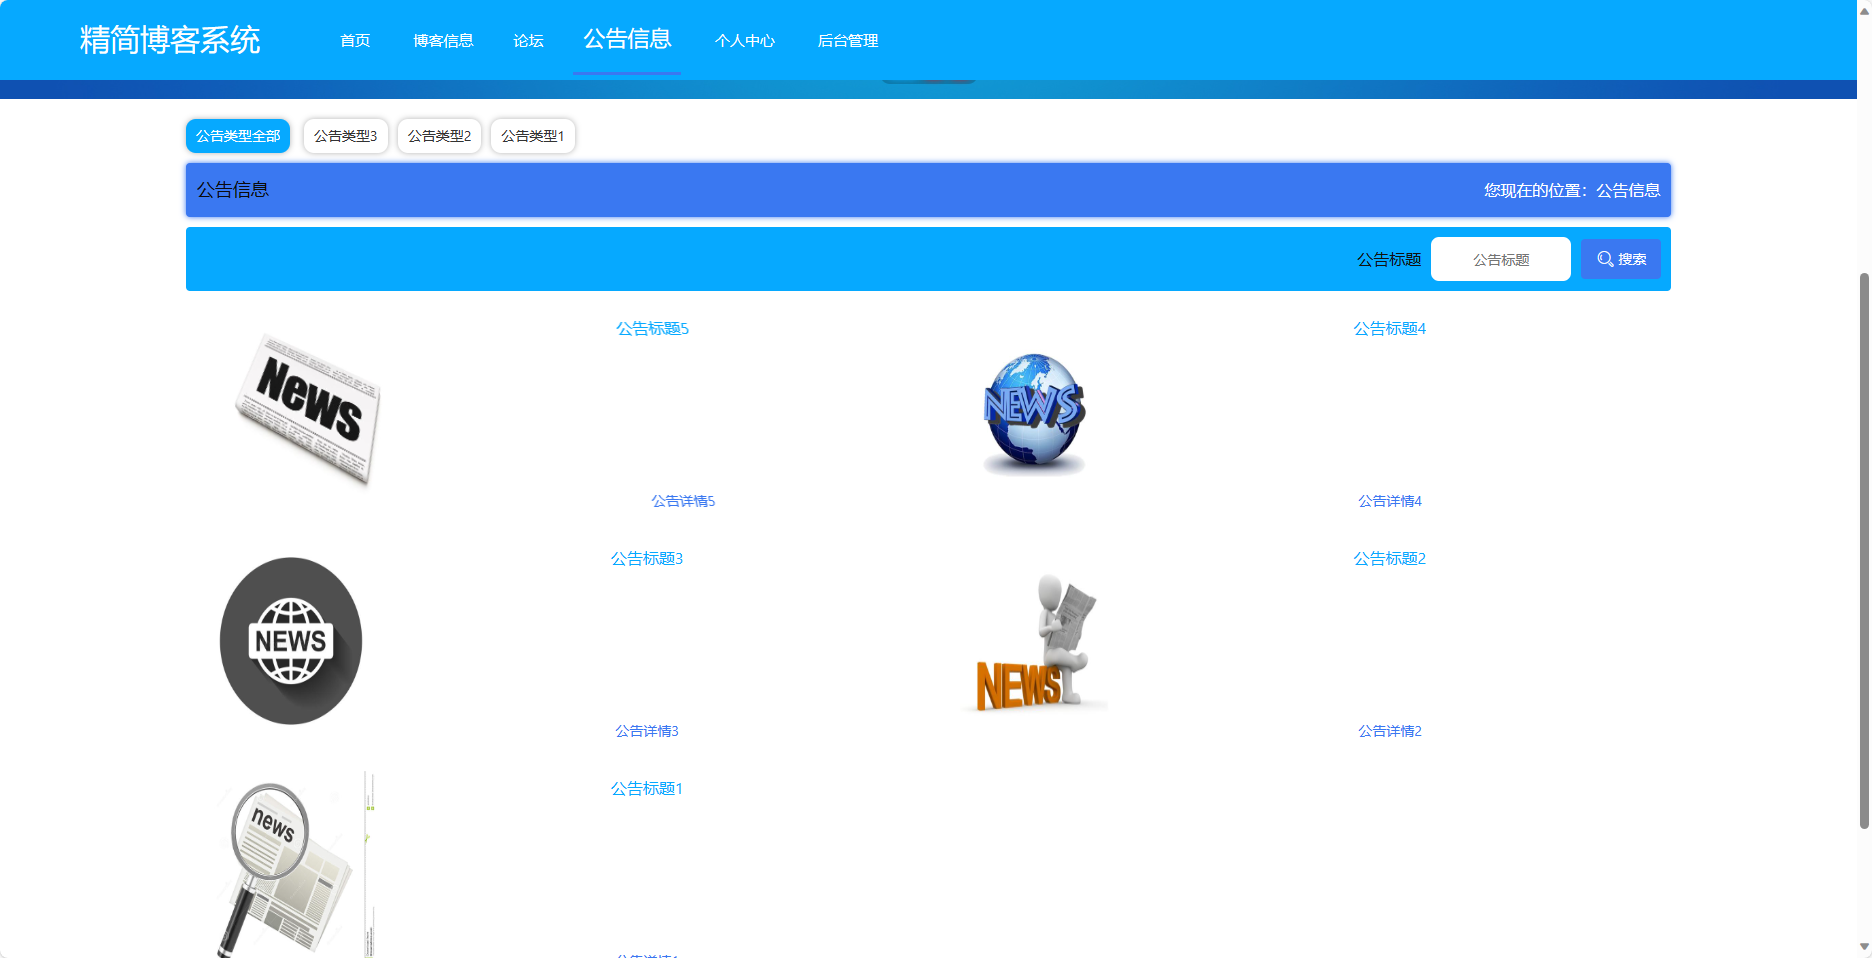 精简博客系统
首页 博客信息 论坛 公告信息 个人中心 后台管理
公告类型全部 公告类型3 公告类型2 公告类型1
公告信息
您现在的位置：公告信息
公告标题 公告标题 搜索
公告标题5
News
公告详情5
公告标题4
NEWS
公告详情4
公告标题3
NEWS
公告详情3
公告标题2
NEWS
公告详情2
公告标题1
news